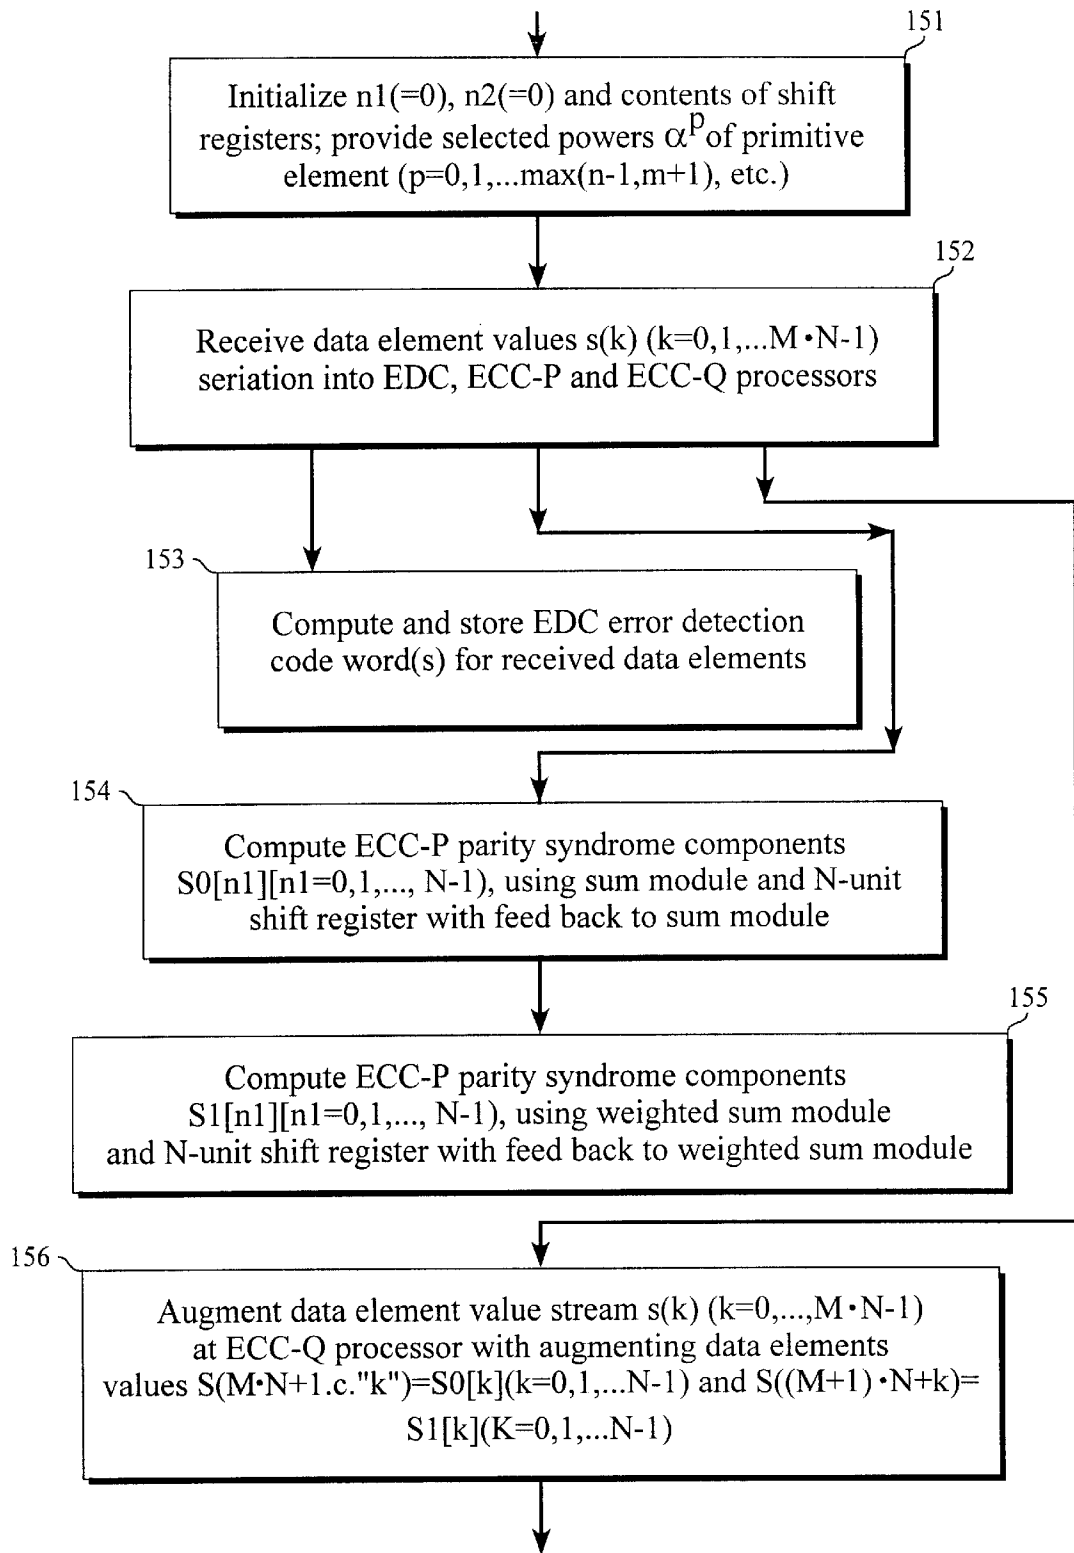 151
Initialize n1(=0), n2(=0) and contents of shift
registers; provide selected powers α^p of primitive
element (p=0,1,...max(n-1,m+1), etc.)
152
Receive data element values s(k) (k=0,1,...M•N-1)
seriation into EDC, ECC-P and ECC-Q processors
153
Compute and store EDC error detection
code word(s) for received data elements
154
Compute ECC-P parity syndrome components
S0[n1][n1=0,1,..., N-1), using sum module and N-unit
shift register with feed back to sum module
155
Compute ECC-P parity syndrome components
S1[n1][n1=0,1,..., N-1), using weighted sum module
and N-unit shift register with feed back to weighted sum module
156
Augment data element value stream s(k) (k=0,...,M•N-1)
at ECC-Q processor with augmenting data elements
values S(M•N+1.c."k")=S0[k](k=0,1,...N-1) and S((M+1)•N+k)=
S1[k](K=0,1,...N-1)